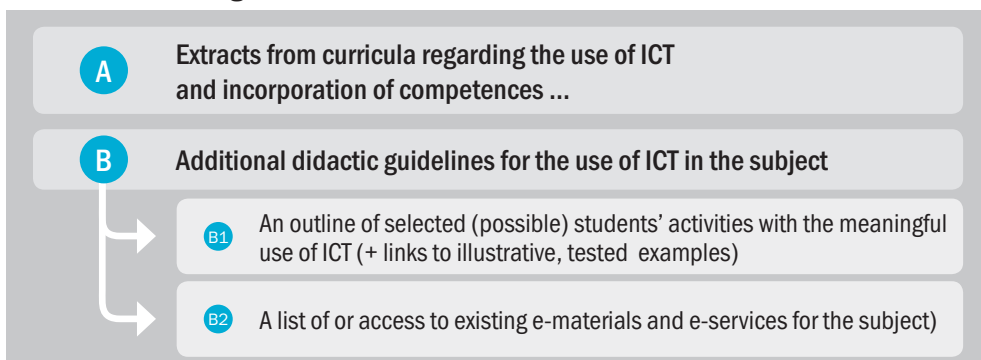 A
Extracts from curricula regarding the use of ICT
and incorporation of competences ...
B
Additional didactic guidelines for the use of ICT in the subject
B1
An outline of selected (possible) students’ activities with the meaningful
use of ICT (+ links to illustrative, tested examples)
B2
A list of or access to existing e-materials and e-services for the subject)